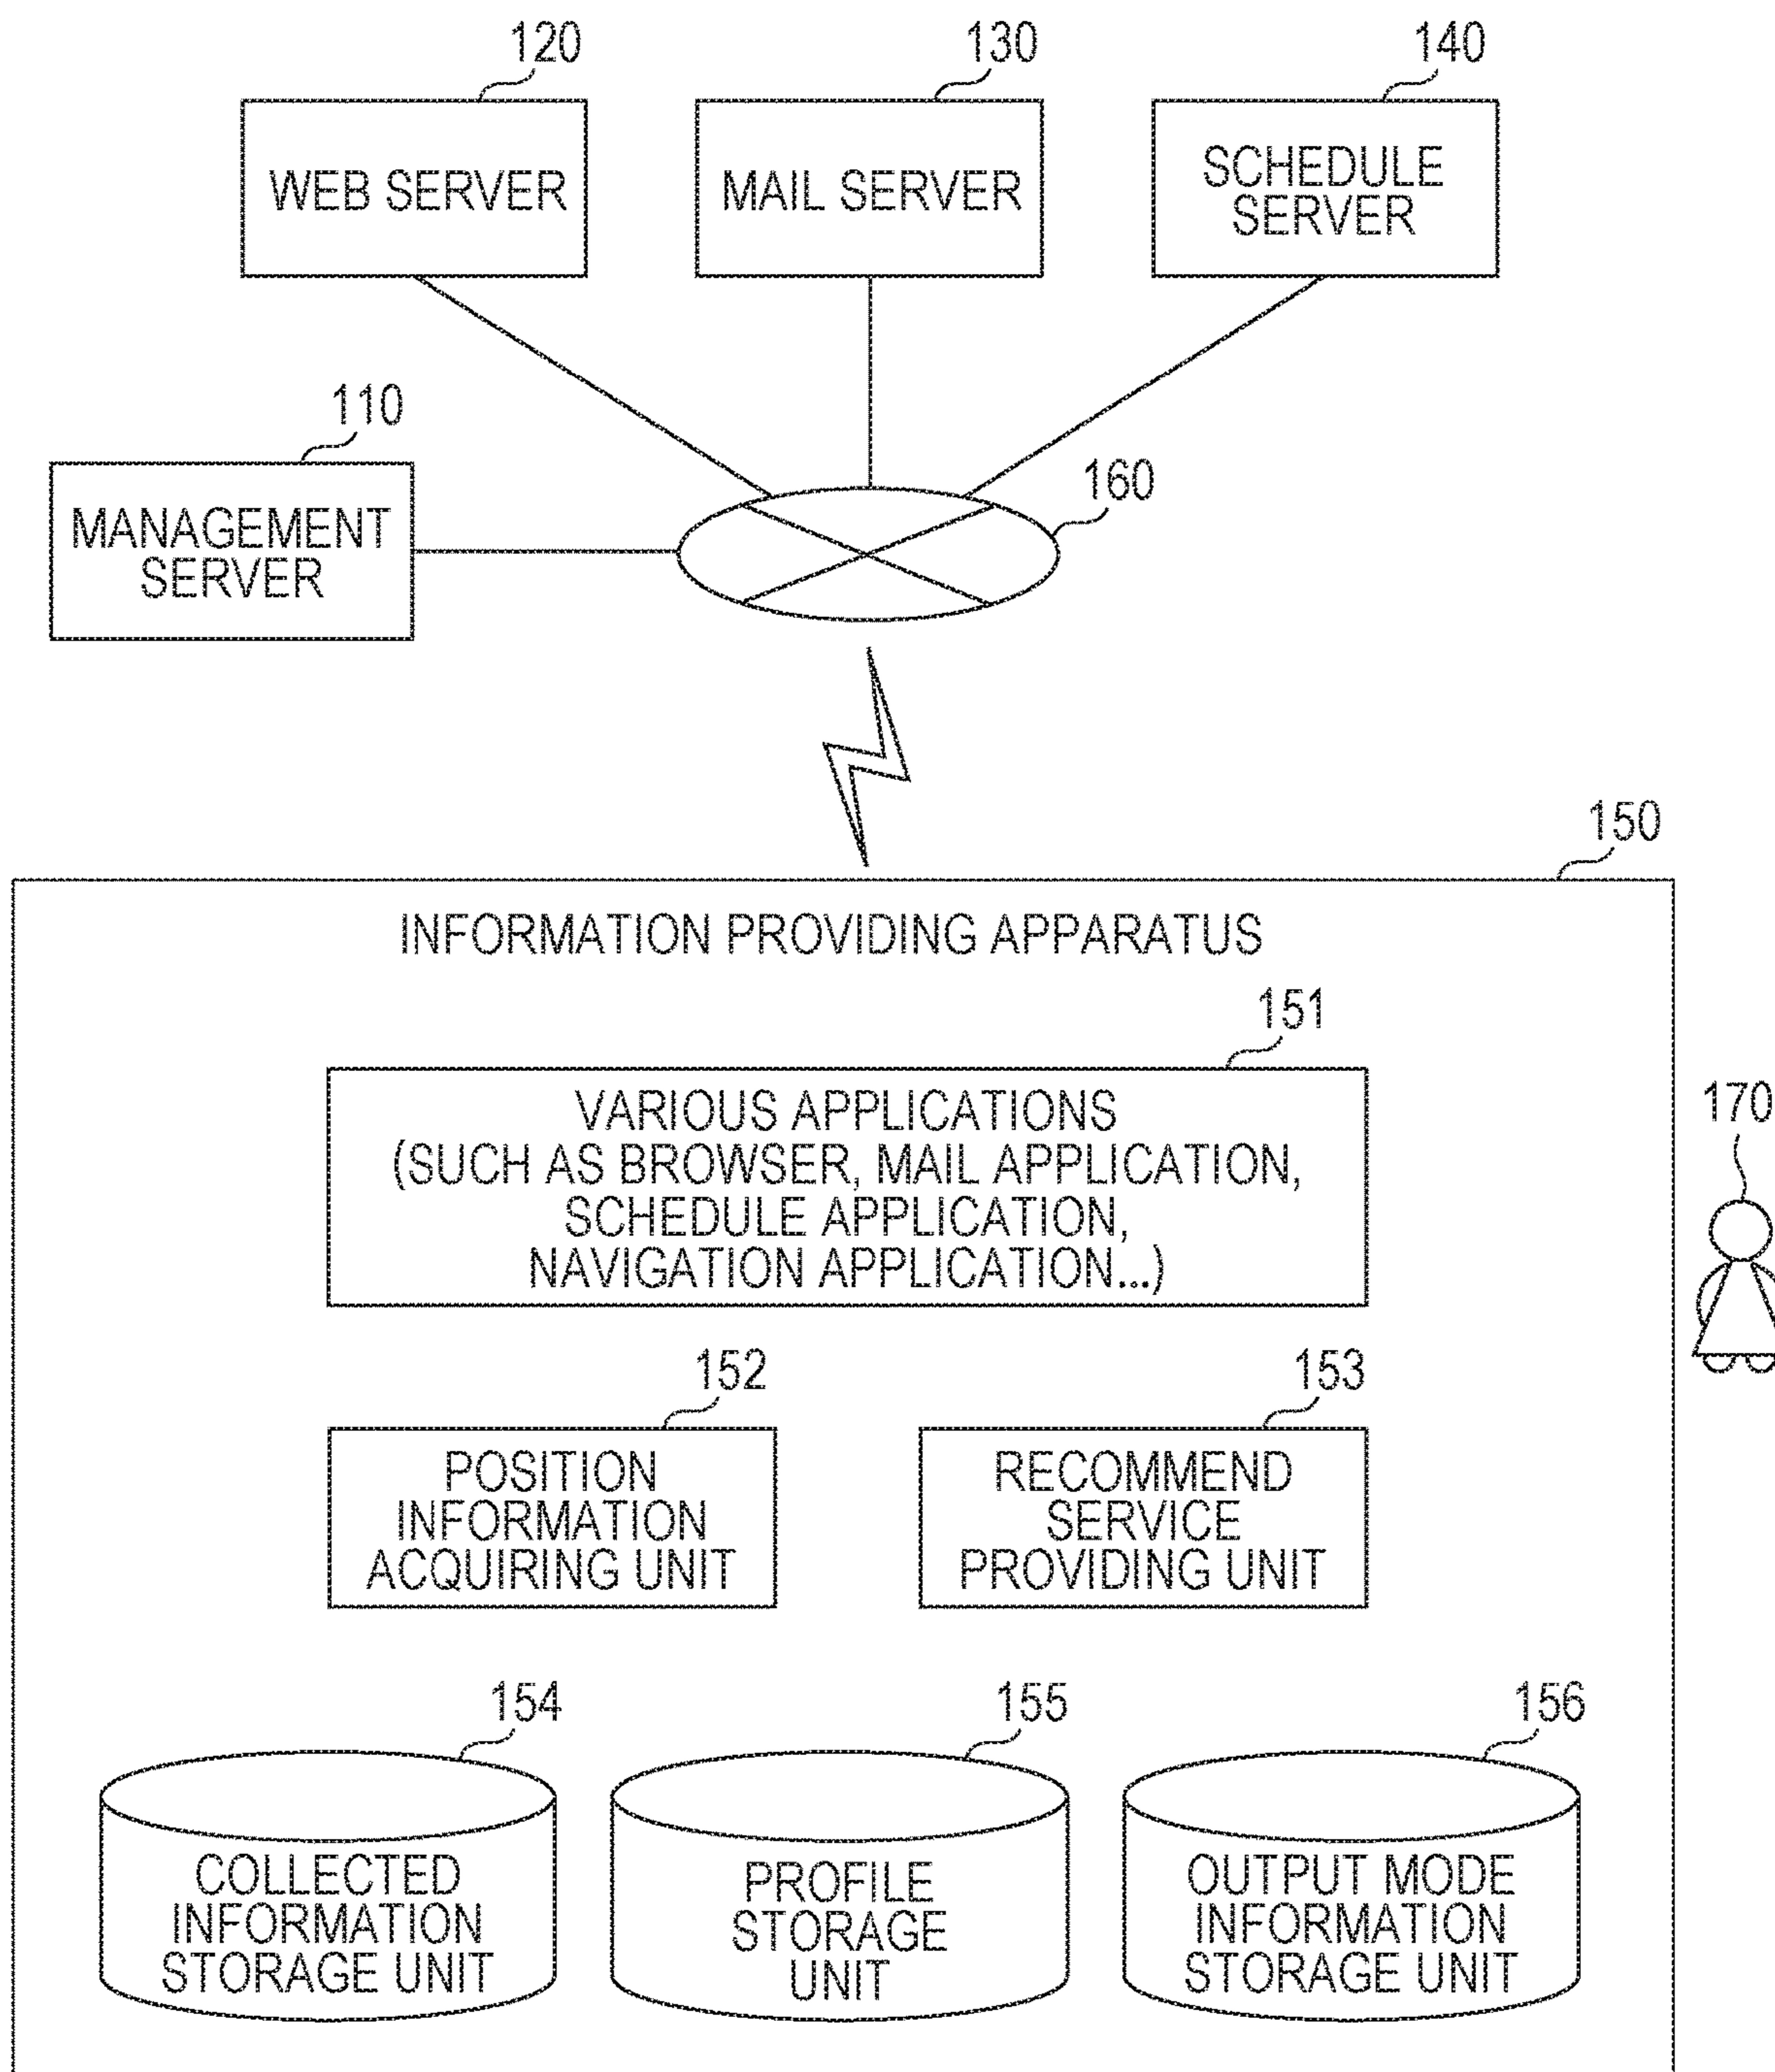 120
130
140
WEB SERVER
MAIL SERVER
SCHEDULE
SERVER
110
MANAGEMENT
SERVER
160
150
INFORMATION PROVIDING APPARATUS
151
VARIOUS APPLICATIONS
(SUCH AS BROWSER, MAIL APPLICATION,
SCHEDULE APPLICATION,
NAVIGATION APPLICATION...)
170
152
POSITION
INFORMATION
ACQUIRING UNIT
153
RECOMMEND
SERVICE
PROVIDING UNIT
154
COLLECTED
INFORMATION
STORAGE UNIT
155
PROFILE
STORAGE
UNIT
156
OUTPUT MODE
INFORMATION
STORAGE UNIT